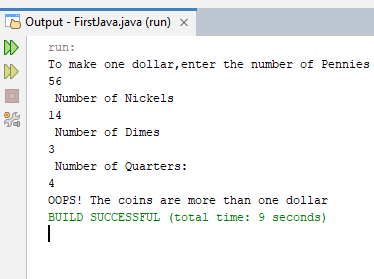 Output - FirstJava.java (run) ×
run:
To make one dollar,enter the number of Pennies
56
 Number of Nickels
14
 Number of Dimes
3
 Number of Quarters:
4
OOPS! The coins are more than one dollar
BUILD SUCCESSFUL (total time: 9 seconds)